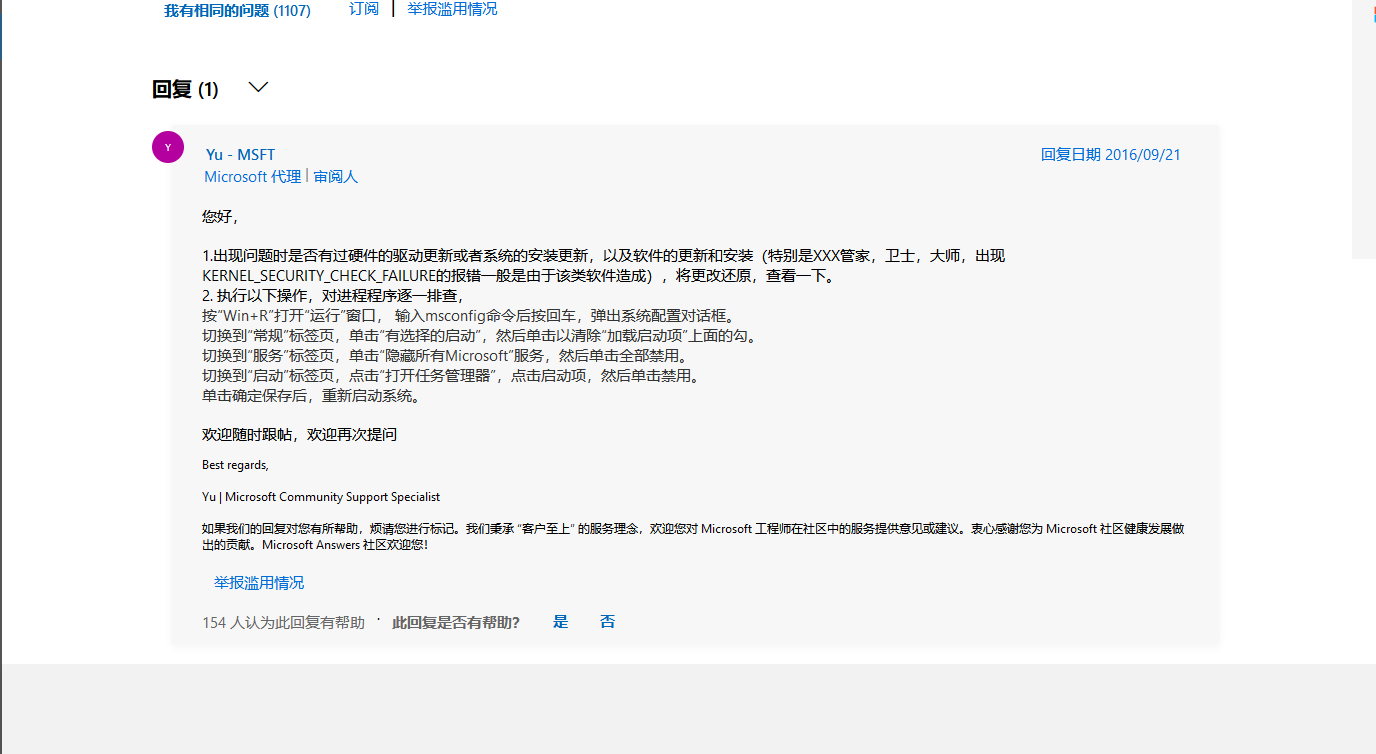 我有相同的问题 (1107) 订阅 | 举报滥用情况
回复 (1)
Y
Yu - MSFT
回复日期 2016/09/21
Microsoft 代理 | 审阅人
您好，
1.出现问题时是否有过硬件的驱动更新或者系统的安装更新，以及软件的更新和安装（特别是XXX管家，卫士，大师，出现
KERNEL_SECURITY_CHECK_FAILURE的报错一般是由于该类软件造成），将更改还原，查看一下。
2. 执行以下操作，对进程程序逐一排查，
按“Win+R”打开“运行”窗口， 输入msconfig命令后按回车，弹出系统配置对话框。
切换到“常规”标签页，单击“有选择的启动”，然后单击以清除“加载启动项”上面的勾。
切换到“服务”标签页，单击“隐藏所有Microsoft”服务，然后单击全部禁用。
切换到“启动”标签页，点击“打开任务管理器”，点击启动项，然后单击禁用。
单击确定保存后，重新启动系统。
欢迎随时跟帖，欢迎再次提问
Best regards,
Yu | Microsoft Community Support Specialist
如果我们的回复对您有所帮助，烦请您进行标记。我们秉承 “客户至上” 的服务理念，欢迎您对 Microsoft 工程师在社区中的服务提供意见或建议。衷心感谢您为 Microsoft 社区健康发展做
出的贡献。Microsoft Answers 社区欢迎您！
举报滥用情况
154 人认为此回复有帮助 · 此回复是否有帮助? 是 否